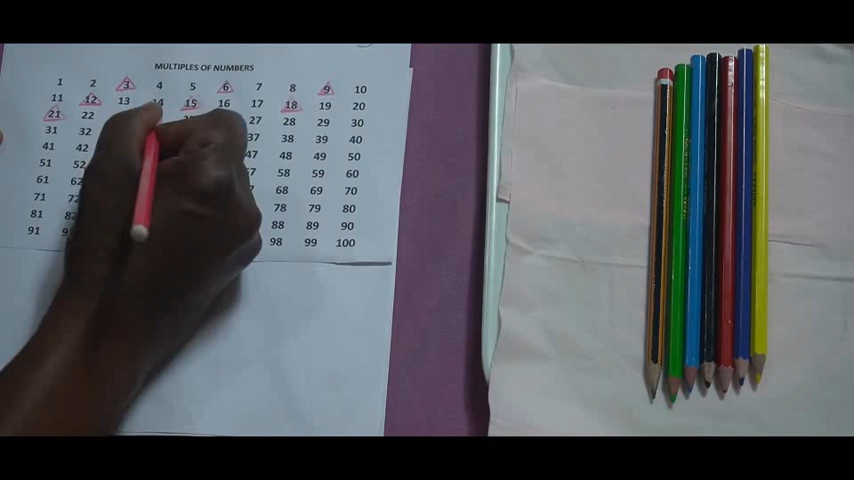 MULTIPLES OF NUMBERS
1 2 3 4 5 6 7 8 9 10
11 12 13 14 15 16 17 18 19 20
21 22 27 28 29 30
31 32 37 38 39 40
41 42 47 48 49 50
51 52 58 59 60
61 68 69 70
71 78 79 80
81 88 89 90
91 98 99 100